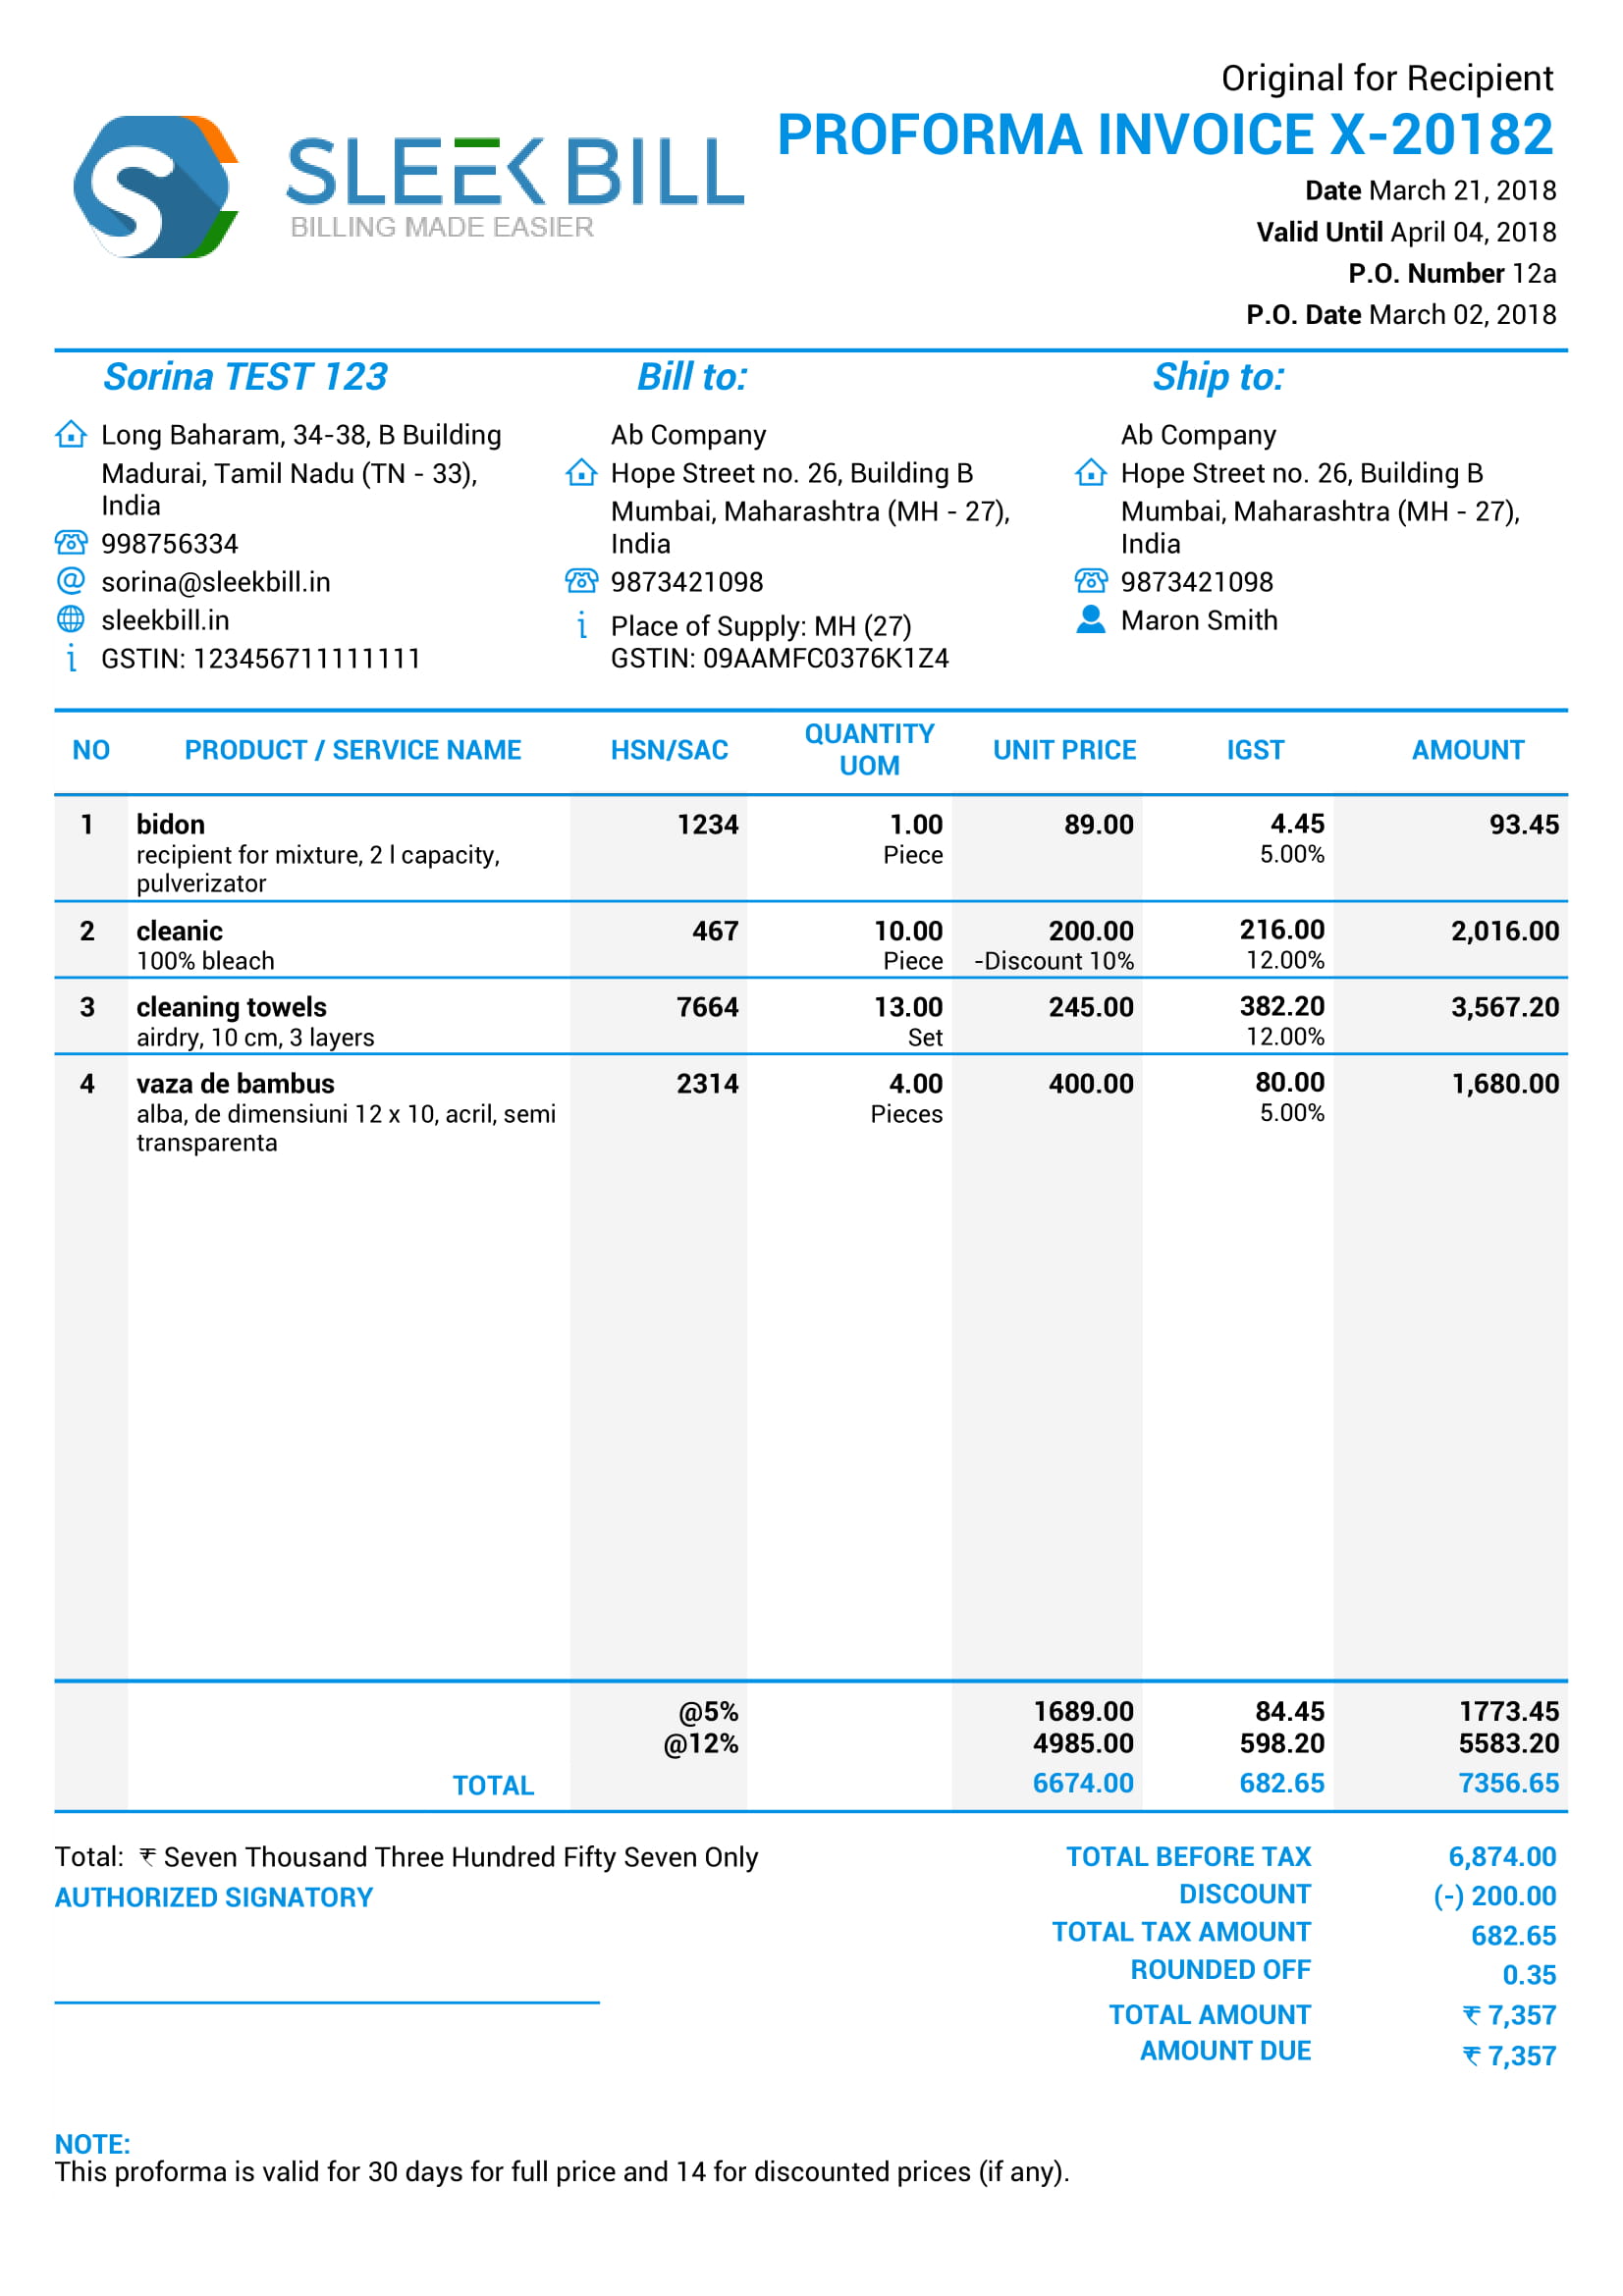 Original for Recipient
SLEEK BILL
BILLING MADE EASIER
PROFORMA INVOICE X-20182
Date March 21, 2018
Valid Until April 04, 2018
P.O. Number 12a
P.O. Date March 02, 2018
Sorina TEST 123
Long Baharam, 34-38, B Building
Madurai, Tamil Nadu (TN - 33),
India
998756334
sorina@sleekbill.in
sleekbill.in
GSTIN: 123456711111111
Bill to:
Ab Company
Hope Street no. 26, Building B
Mumbai, Maharashtra (MH - 27),
India
9873421098
Place of Supply: MH (27)
GSTIN: 09AAMFC0376K1Z4
Ship to:
Ab Company
Hope Street no. 26, Building B
Mumbai, Maharashtra (MH - 27),
India
9873421098
Maron Smith
NO PRODUCT / SERVICE NAME HSN/SAC QUANTITY UOM UNIT PRICE IGST AMOUNT
1 bidon 1234 1.00 89.00 4.45 93.45
recipient for mixture, 2 l capacity, Piece 5.00%
pulverizator
2 cleanic 467 10.00 200.00 216.00 2,016.00
100% bleach Piece -Discount 10% 12.00%
3 cleaning towels 7664 13.00 245.00 382.20 3,567.20
airdry, 10 cm, 3 layers Set 12.00%
4 vaza de bambus 2314 4.00 400.00 80.00 1,680.00
alba, de dimensiuni 12 x 10, acril, semi Pieces 5.00%
transparenta
@5% 1689.00 84.45 1773.45
@12% 4985.00 598.20 5583.20
TOTAL 6674.00 682.65 7356.65
Total: ₹ Seven Thousand Three Hundred Fifty Seven Only
AUTHORIZED SIGNATORY
TOTAL BEFORE TAX 6,874.00
DISCOUNT (-) 200.00
TOTAL TAX AMOUNT 682.65
ROUNDED OFF 0.35
TOTAL AMOUNT ₹ 7,357
AMOUNT DUE ₹ 7,357
NOTE:
This proforma is valid for 30 days for full price and 14 for discounted prices (if any).